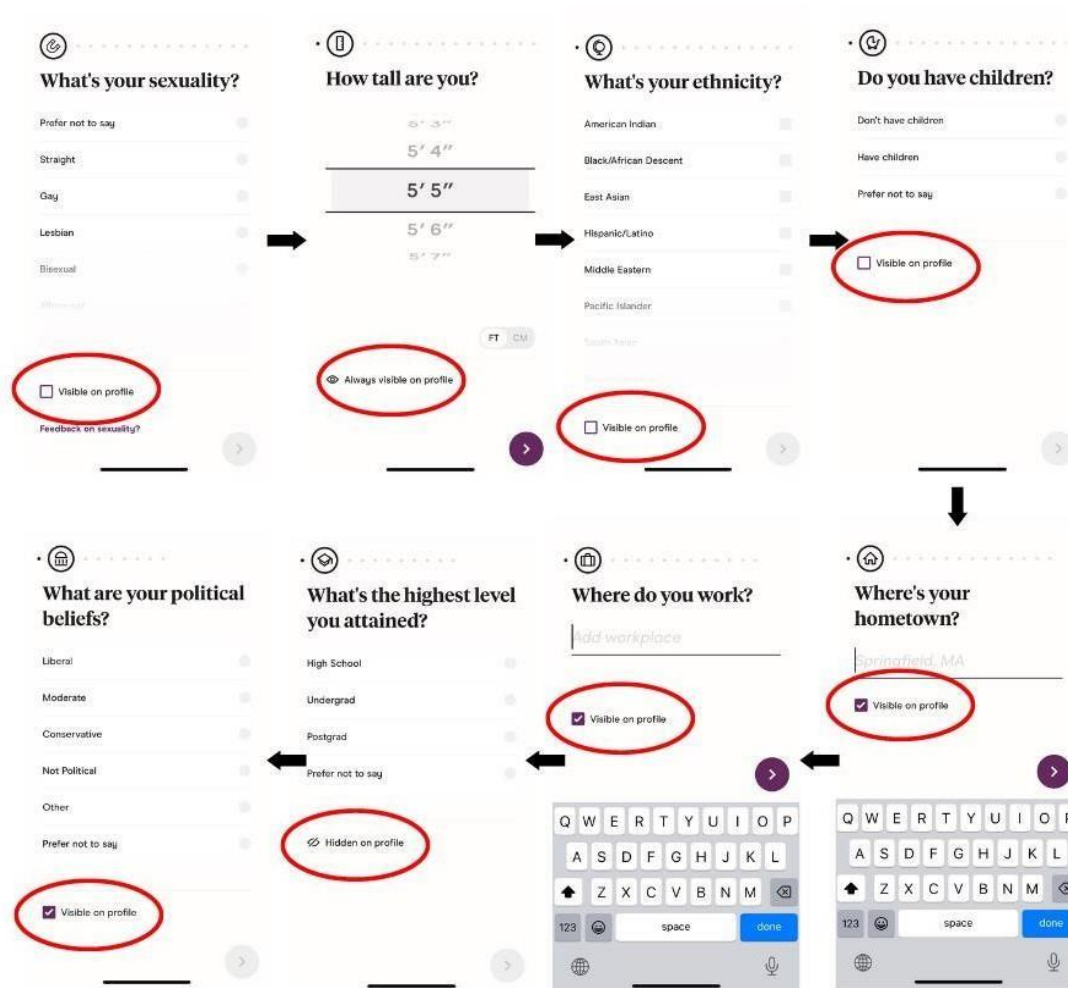 What's your sexuality?
Prefer not to say
Straight
Gay
Lesbian
Bisexual
Visible on profile
Feedback on sexuality?
How tall are you?
5' 3"
5' 4"
5' 5"
5' 6"
5' 7"
FT CM
Always visible on profile
What's your ethnicity?
American Indian
Black/African Descent
East Asian
Hispanic/Latino
Middle Eastern
Pacific Islander
South Asian
Visible on profile
Do you have children?
Don't have children
Have children
Prefer not to say
Visible on profile
What are your political
beliefs?
Liberal
Moderate
Conservative
Not Political
Other
Prefer not to say
Visible on profile
What's the highest level
you attained?
High School
Undergrad
Postgrad
Prefer not to say
Hidden on profile
Where do you work?
Add workplace
Visible on profile
Q W E R T Y U I O P
A S D F G H J K L
Z X C V B N M
123 space done
Where's your
hometown?
Springfield, MA
Visible on profile
Q W E R T Y U I O P
A S D F G H J K L
Z X C V B N M
123 space done